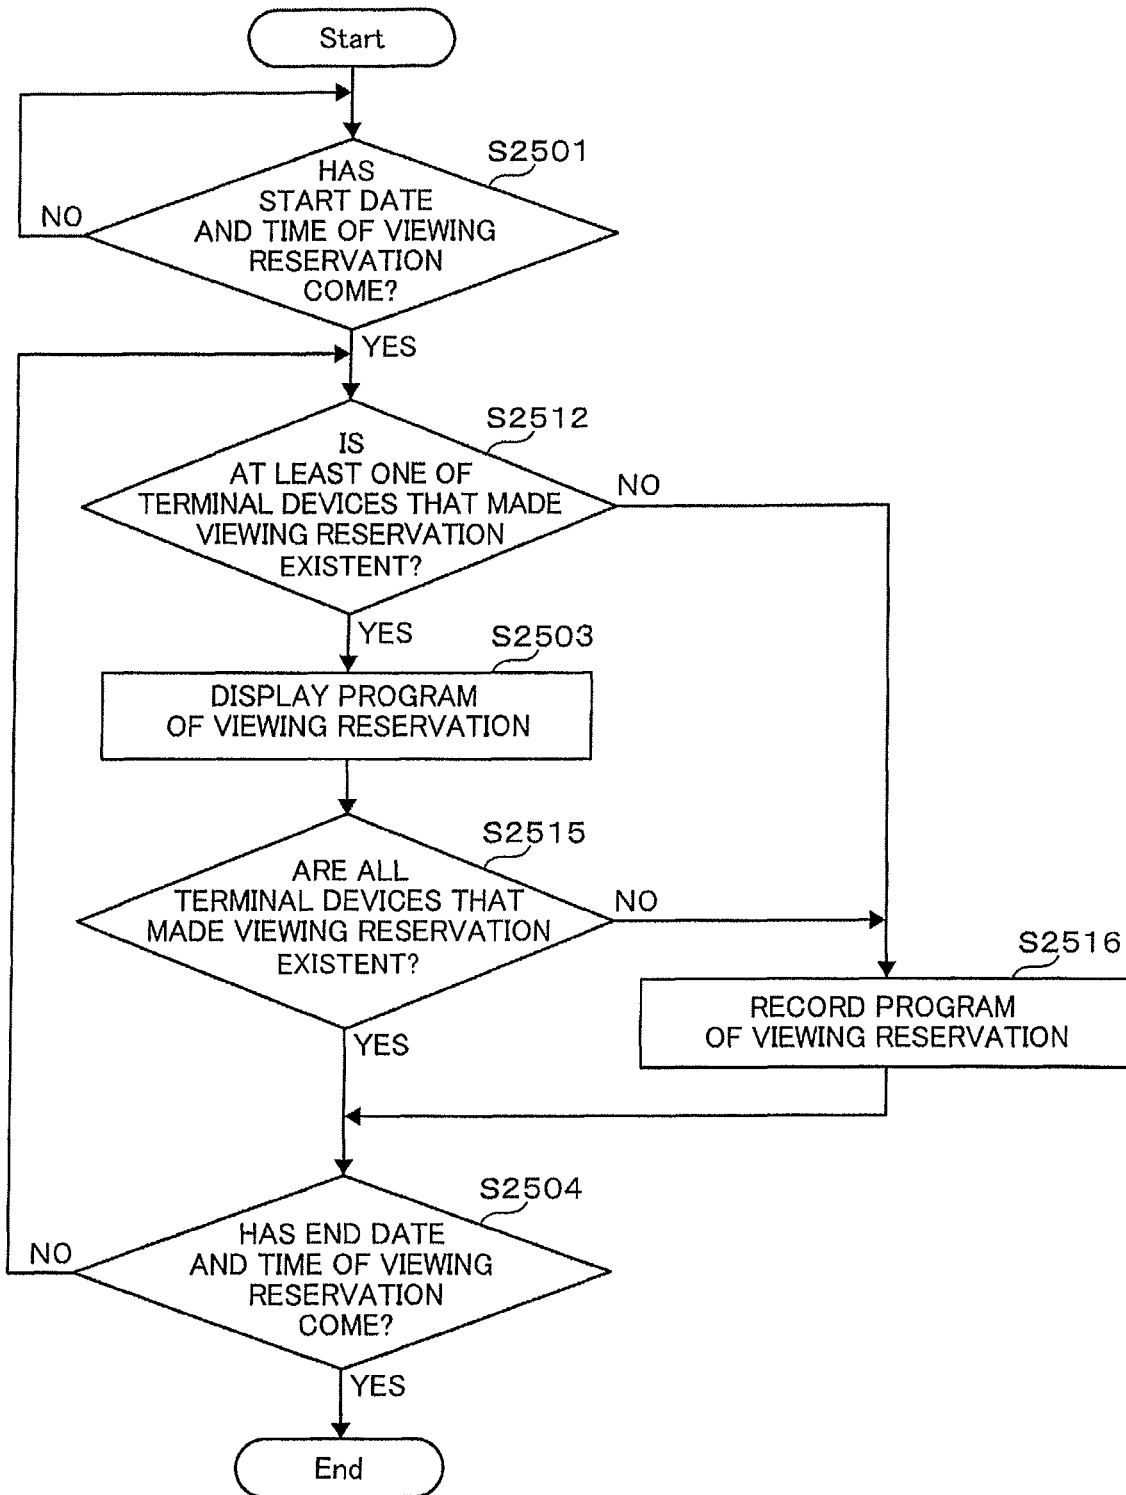 Start
S2501
HAS
START DATE
AND TIME OF VIEWING
RESERVATION
COME?
NO
YES
S2512
IS
AT LEAST ONE OF
TERMINAL DEVICES THAT MADE
VIEWING RESERVATION
EXISTENT?
NO
YES
S2503
DISPLAY PROGRAM
OF VIEWING RESERVATION
S2515
ARE ALL
TERMINAL DEVICES THAT
MADE VIEWING RESERVATION
EXISTENT?
NO
YES
S2516
RECORD PROGRAM
OF VIEWING RESERVATION
S2504
HAS END DATE
AND TIME OF VIEWING
RESERVATION
COME?
NO
YES
End